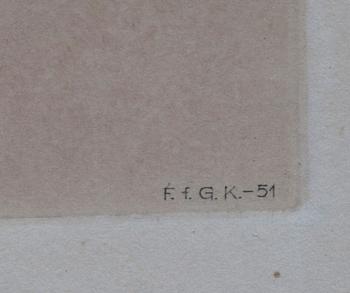 F. f. G. K. – 51